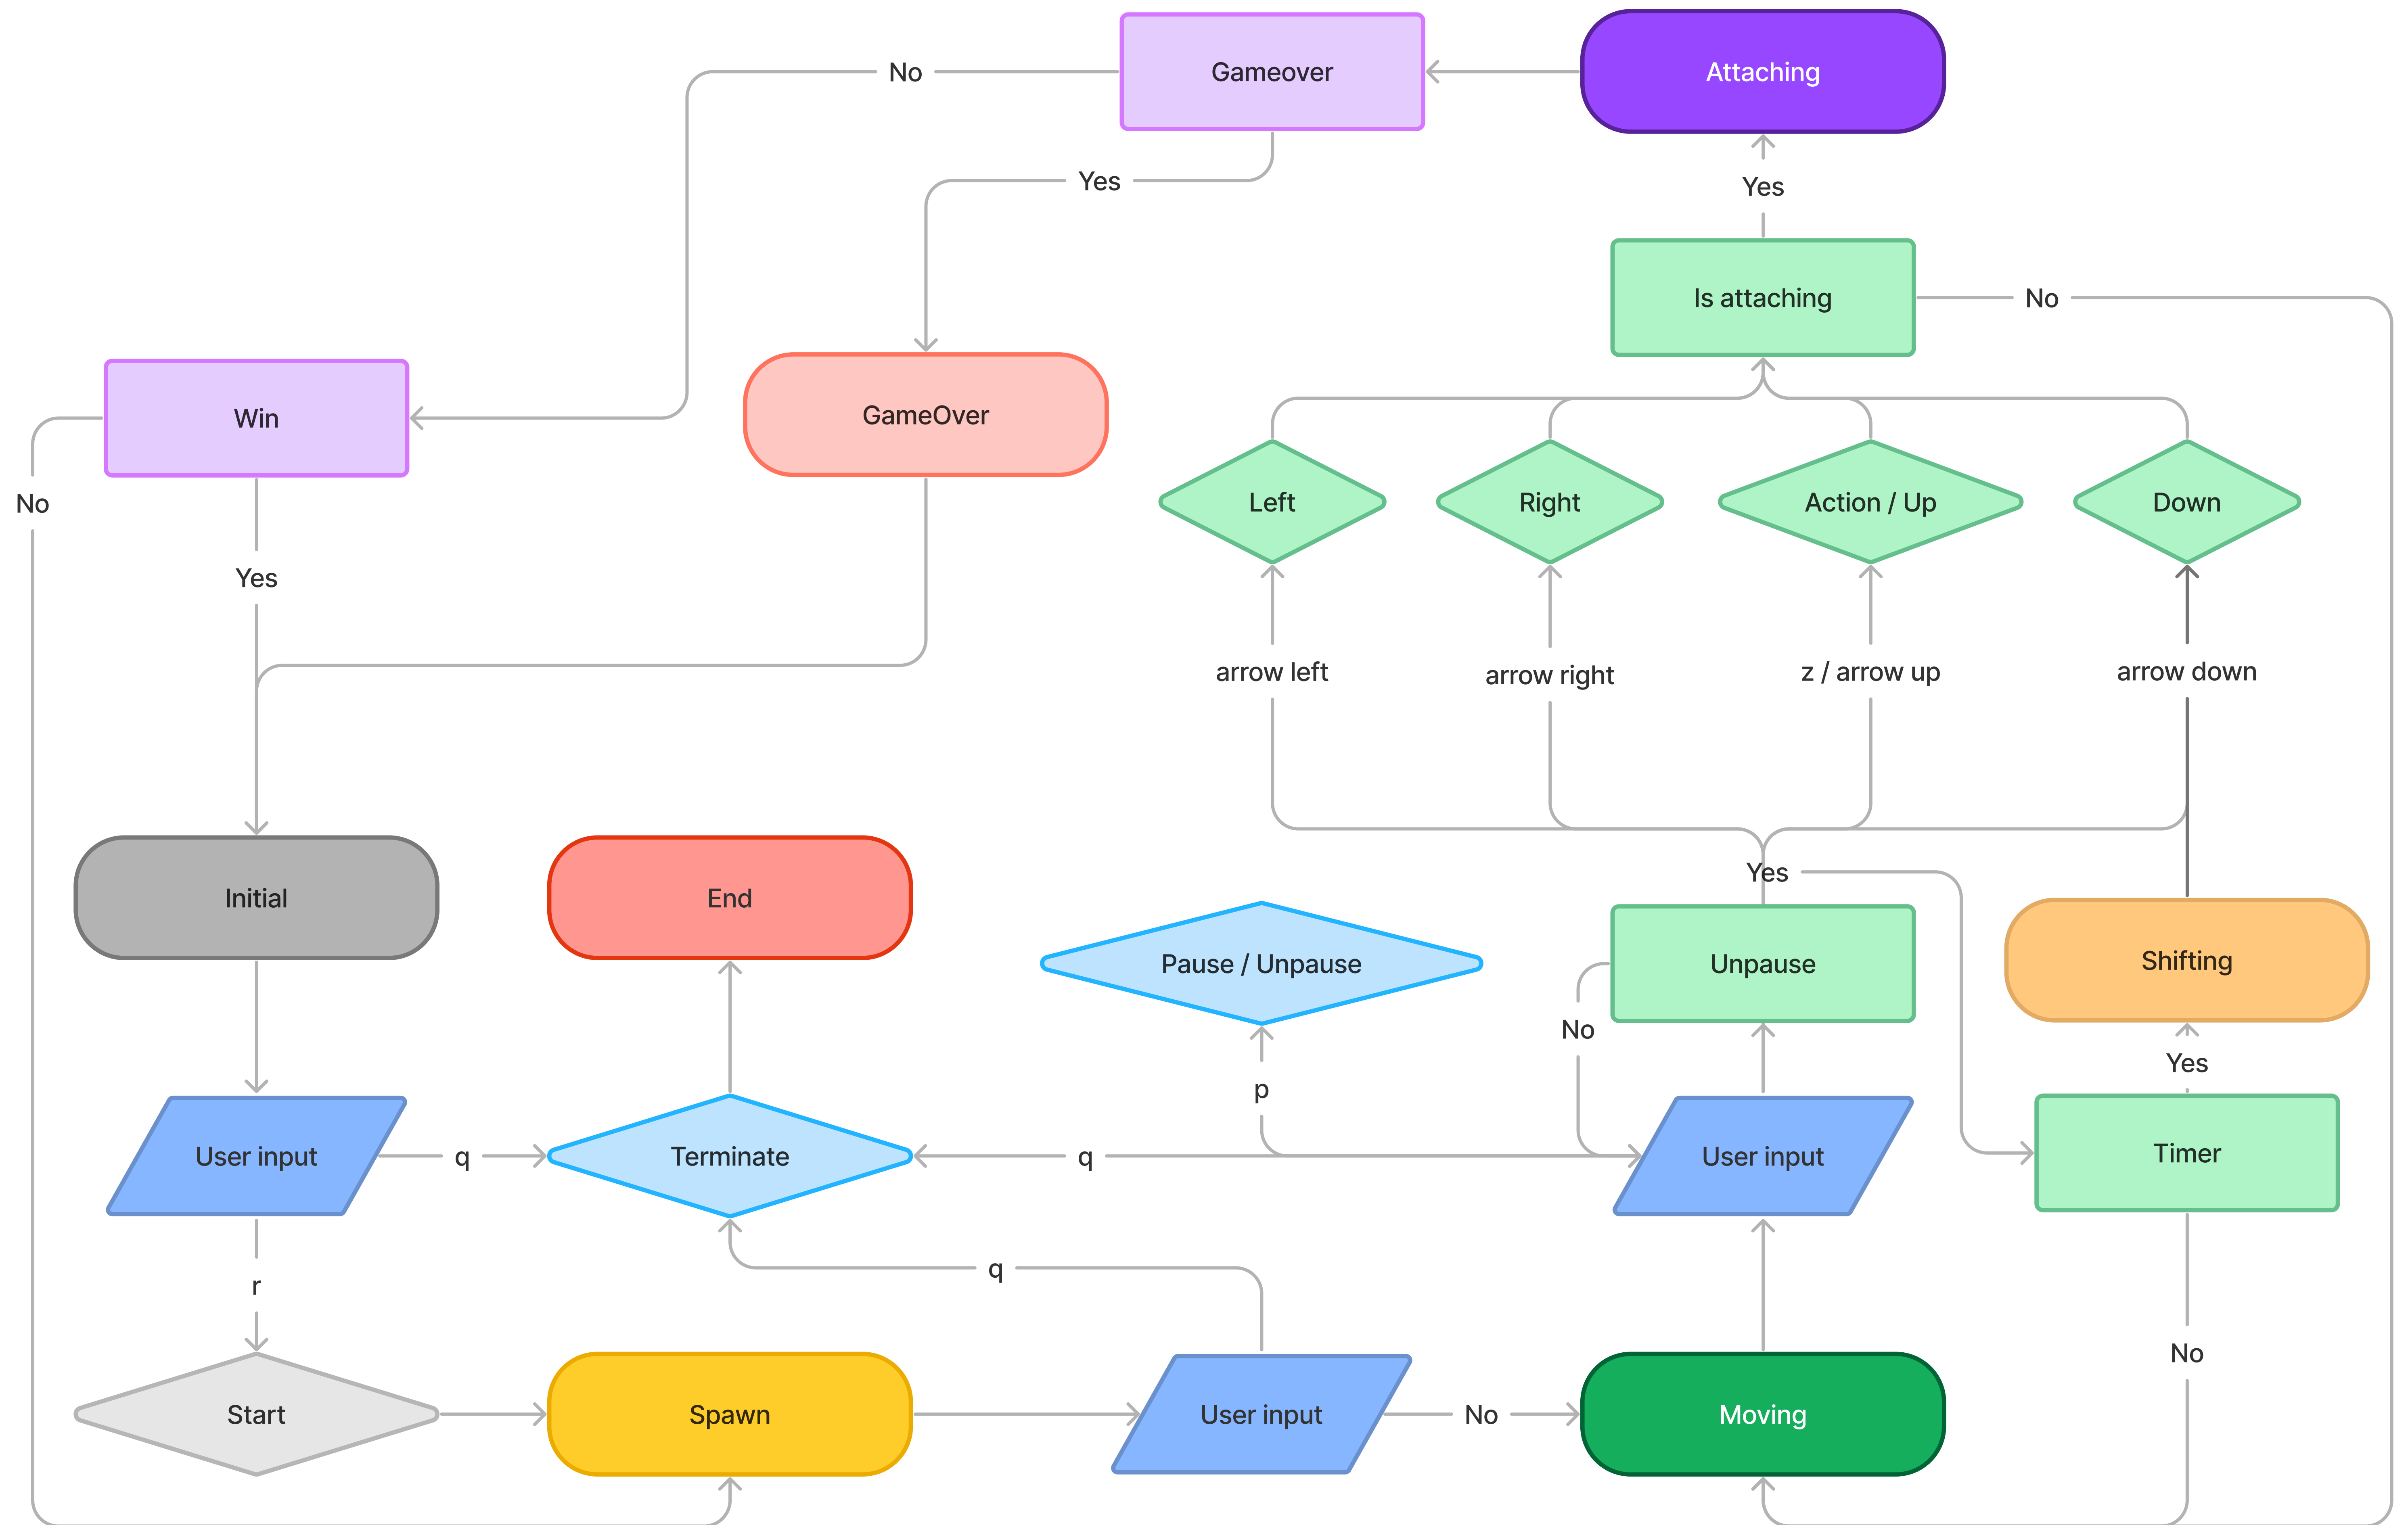 Gameover
Attaching
No
Yes
Yes
Is attaching
No
Win
GameOver
No
Left
Right
Action / Up
Down
Yes
arrow left
arrow right
z / arrow up
arrow down
Yes
Initial
End
Pause / Unpause
Unpause
Shifting
No
Yes
p
User input
q
Terminate
q
User input
Timer
q
r
No
Start
Spawn
User input
No
Moving